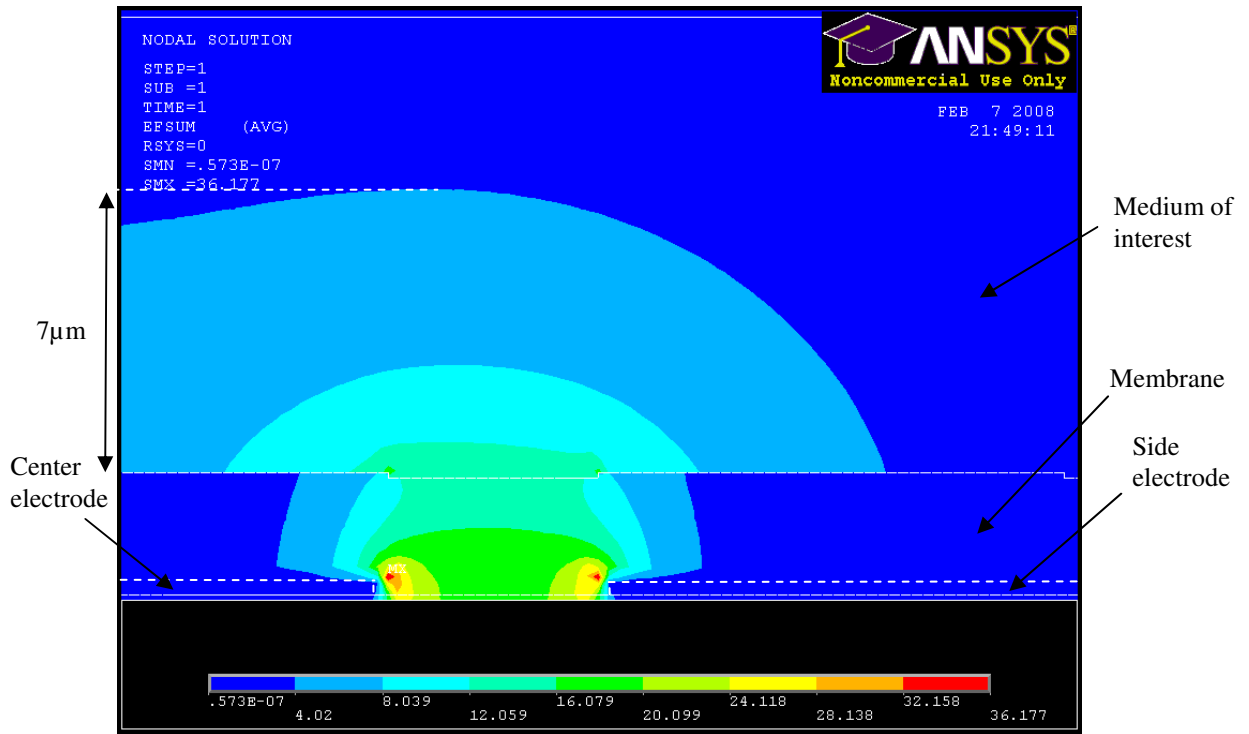 NODAL SOLUTION
STEP=1
SUB =1
TIME=1
EFSUM (AVG)
RSYS=0
SMN =.573E-07
SMX =36.177
ANSYS®
Noncommercial Use Only
FEB 7 2008
21:49:11
Medium of
interest
7µm
Membrane
Side
electrode
Center
electrode
MX
.573E-07 8.039 16.079 24.118 32.158
4.02 12.059 20.099 28.138 36.177